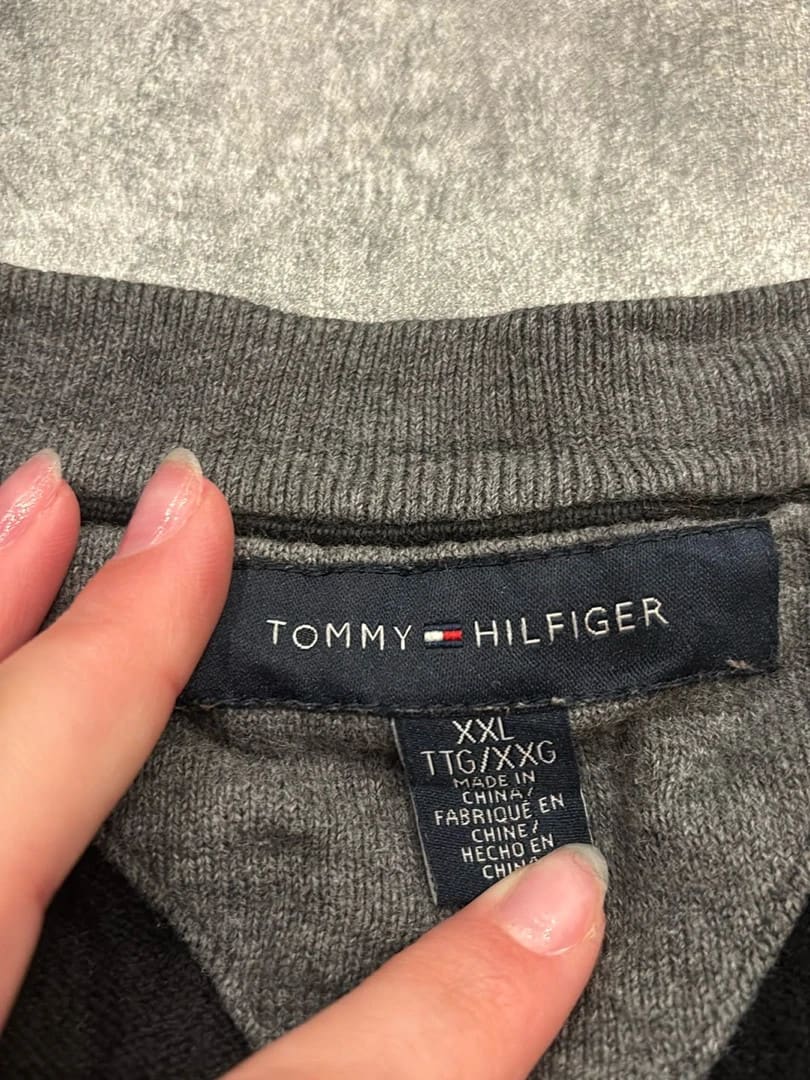 TOMMY HILFIGER
XXL
TTG/XXG
MADE IN
CHINA/
FABRIQUÉ EN
CHINE/
HECHO EN
CHINA